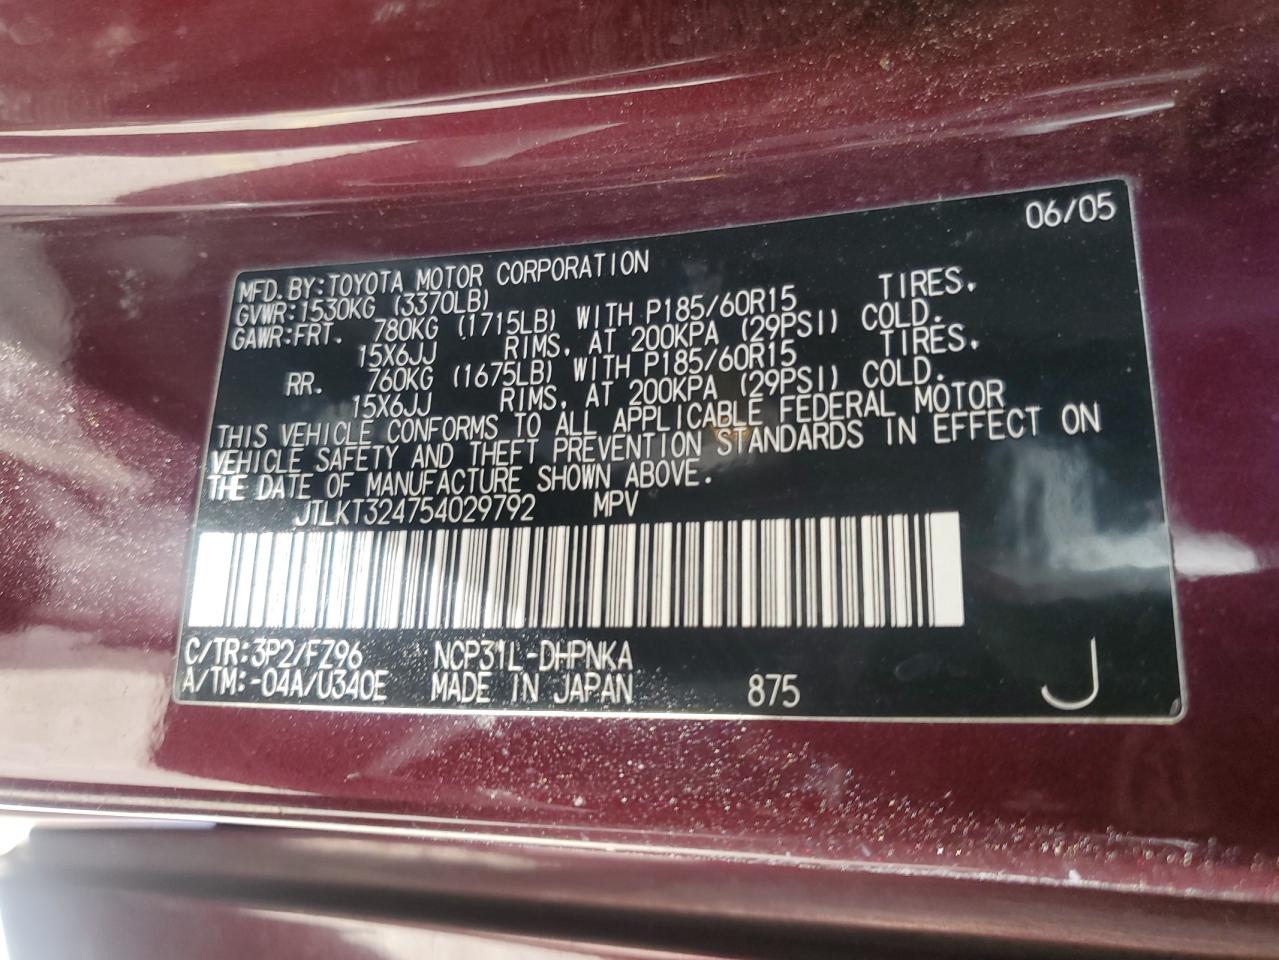 06/05
MFD.BY:TOYOTA MOTOR CORPORATION
GVWR:1530KG (3370LB)
GAWR:FRT. 780KG (1715LB) WITH P185/60R15 TIRES,
15X6JJ RIMS, AT 200KPA (29PSI) COLD.
RR. 760KG (1675LB) WITH P185/60R15 TIRES,
15X6JJ RIMS, AT 200KPA (29PSI) COLD.
THIS VEHICLE CONFORMS TO ALL APPLICABLE FEDERAL MOTOR
VEHICLE SAFETY AND THEFT PREVENTION STANDARDS IN EFFECT ON
THE DATE OF MANUFACTURE SHOWN ABOVE.
JTLKT324754029792 MPV
C/TR:3P2/FZ96 NCP31L-DHPNKA
A/TM:-04A/U340E MADE IN JAPAN 875
J